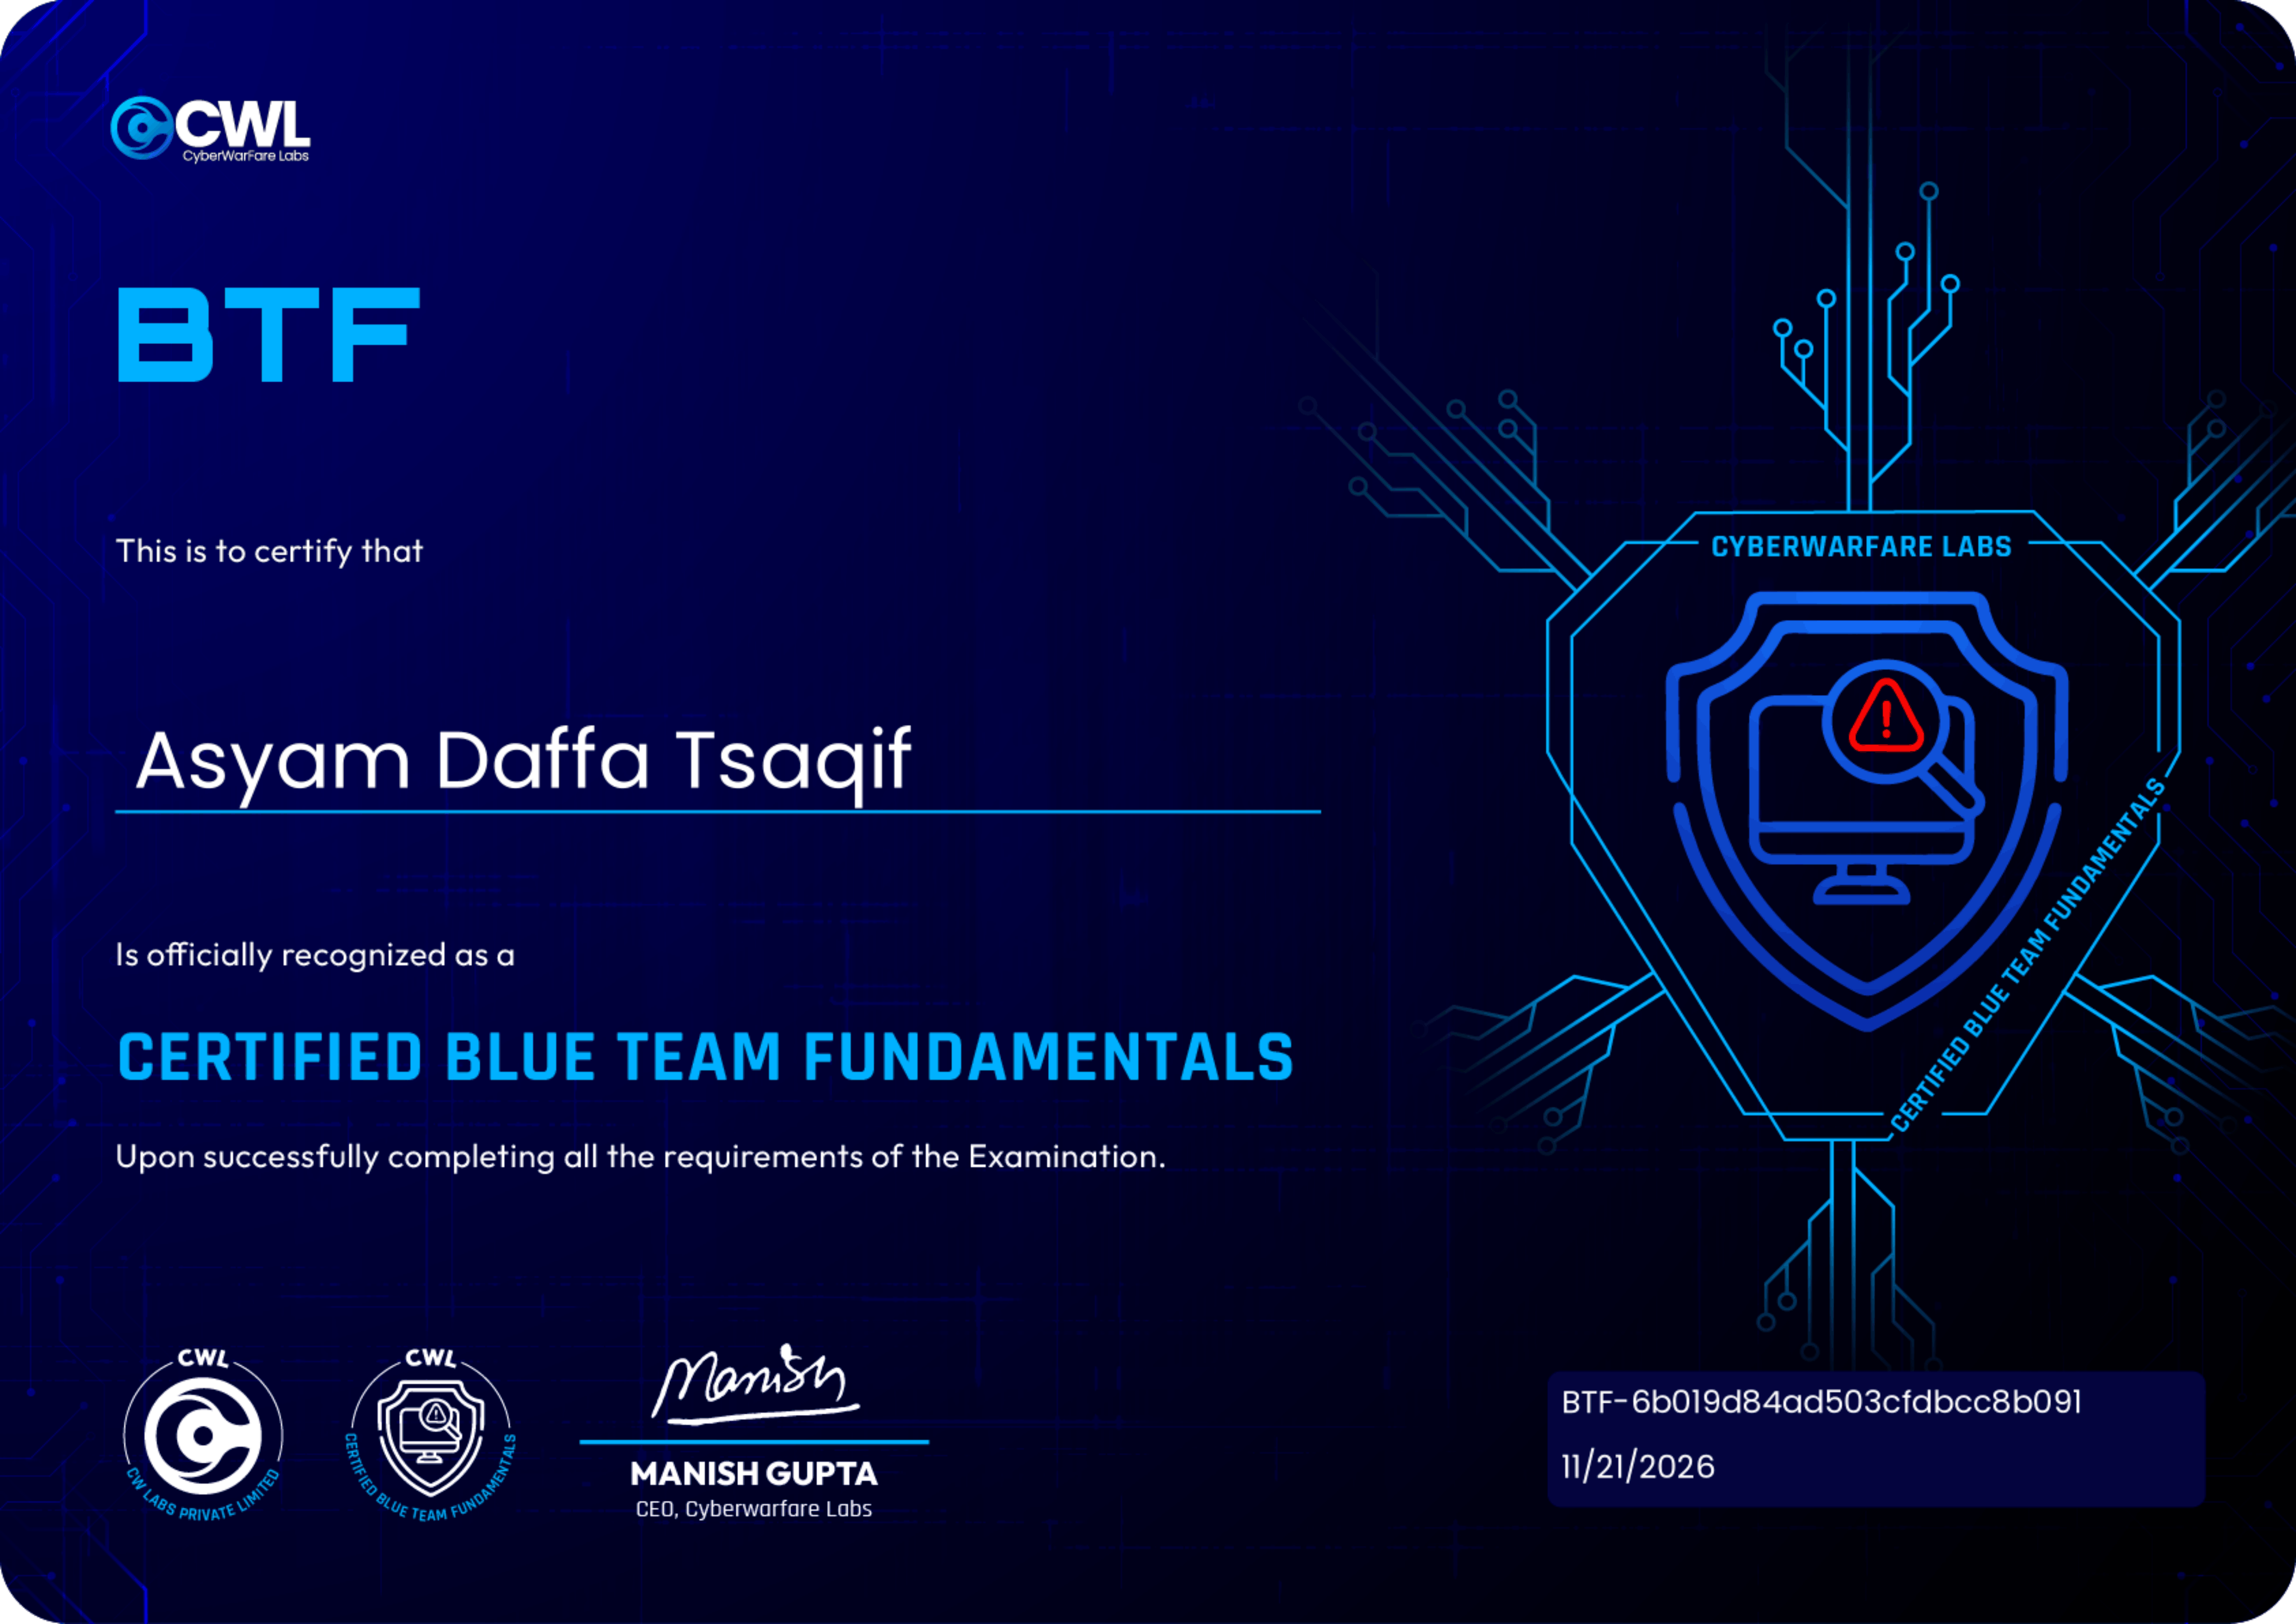 CWL
CyberWarFare Labs
BTF
This is to certify that
Asyam Daffa Tsaqif
Is officially recognized as a
CERTIFIED BLUE TEAM FUNDAMENTALS
Upon successfully completing all the requirements of the Examination.
CYBERWARFARE LABS
CERTIFIED BLUE TEAM FUNDAMENTALS
CWL
CW LABS PRIVATE LIMITED
CWL
CERTIFIED BLUE TEAM FUNDAMENTALS
Manish
MANISH GUPTA
CEO, Cyberwarfare Labs
BTF-6b019d84ad503cfdbcc8b091
11/21/2026